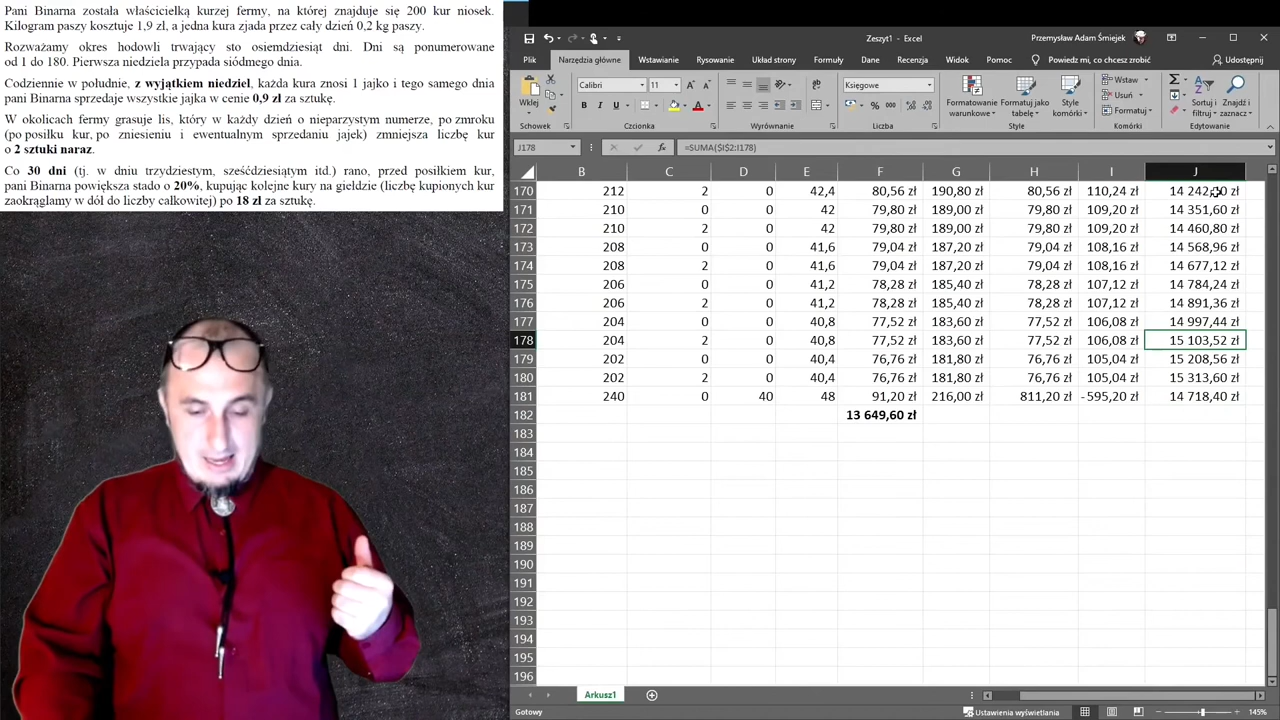 Pani Binarna została właścicielką kurzej fermy, na której znajduje się 200 kur niosek.
Kilogram paszy kosztuje 1,9 zł, a jedna kura zjada przez cały dzień 0,2 kg paszy.
Rozważamy okres hodowli trwający sto osiemdziesiąt dni. Dni są ponumerowane
od 1 do 180. Pierwsza niedziela przypada siódmego dnia.
Codziennie w południe, z wyjątkiem niedziel, każda kura znosi 1 jajko i tego samego dnia
pani Binarna sprzedaje wszystkie jajka w cenie 0,9 zł za sztukę.
W okolicach fermy grasuje lis, który w każdy dzień o nieparzystym numerze, po zmroku
(po posiłku kur, po zniesieniu i ewentualnym sprzedaniu jajek) zmniejsza liczbę kur
o 2 sztuki naraz.
Co 30 dni (tj. w dniu trzydziestym, sześćdziesiątym itd.) rano, przed posiłkiem kur,
pani Binarna powiększa stado o 20%, kupując kolejne kury na giełdzie (liczbę kupionych kur
zaokrąglamy w dół do liczby całkowitej) po 18 zł za sztukę.
Zeszyt1 - Excel
Przemysław Adam Śmiejek
Plik Narzędzia główne Wstawianie Rysowanie Układ strony Formuły Dane Recenzja Widok Pomoc Powiedz mi, co chcesz zrobić Udostępnij
Wklej
Calibri 11
Księgowe
Formatowanie warunkowe
Formatuj jako tabelę
Style komórki
Wstaw
Usuń
Formatuj
Sortuj i filtruj
Znajdź i zaznacz
Schowek Czcionka Wyrównanie Liczba Style Komórki Edytowanie
J178 fx =SUMA($I$2:I178)
B C D E F G H I J
170 212 2 0 42,4 80,56 zł 190,80 zł 80,56 zł 110,24 zł
171 210 0 0 42 79,80 zł 189,00 zł 79,80 zł 109,20 zł 14 351,60 zł
172 210 2 0 42 79,80 zł 189,00 zł 79,80 zł 109,20 zł 14 460,80 zł
173 208 0 0 41,6 79,04 zł 187,20 zł 79,04 zł 108,16 zł 14 568,96 zł
174 208 2 0 41,6 79,04 zł 187,20 zł 79,04 zł 108,16 zł 14 677,12 zł
175 206 0 0 41,2 78,28 zł 185,40 zł 78,28 zł 107,12 zł 14 784,24 zł
176 206 2 0 41,2 78,28 zł 185,40 zł 78,28 zł 107,12 zł 14 891,36 zł
177 204 0 0 40,8 77,52 zł 183,60 zł 77,52 zł 106,08 zł 14 997,44 zł
178 204 2 0 40,8 77,52 zł 183,60 zł 77,52 zł 106,08 zł 15 103,52 zł
179 202 0 0 40,4 76,76 zł 181,80 zł 76,76 zł 105,04 zł 15 208,56 zł
180 202 2 0 40,4 76,76 zł 181,80 zł 76,76 zł 105,04 zł 15 313,60 zł
181 240 0 40 48 91,20 zł 216,00 zł 811,20 zł -595,20 zł 14 718,40 zł
182 13 649,60 zł
183
184
185
186
187
188
189
190
191
192
193
194
195
196
Arkusz1
Gotowy Ustawienia wyświetlania 145%